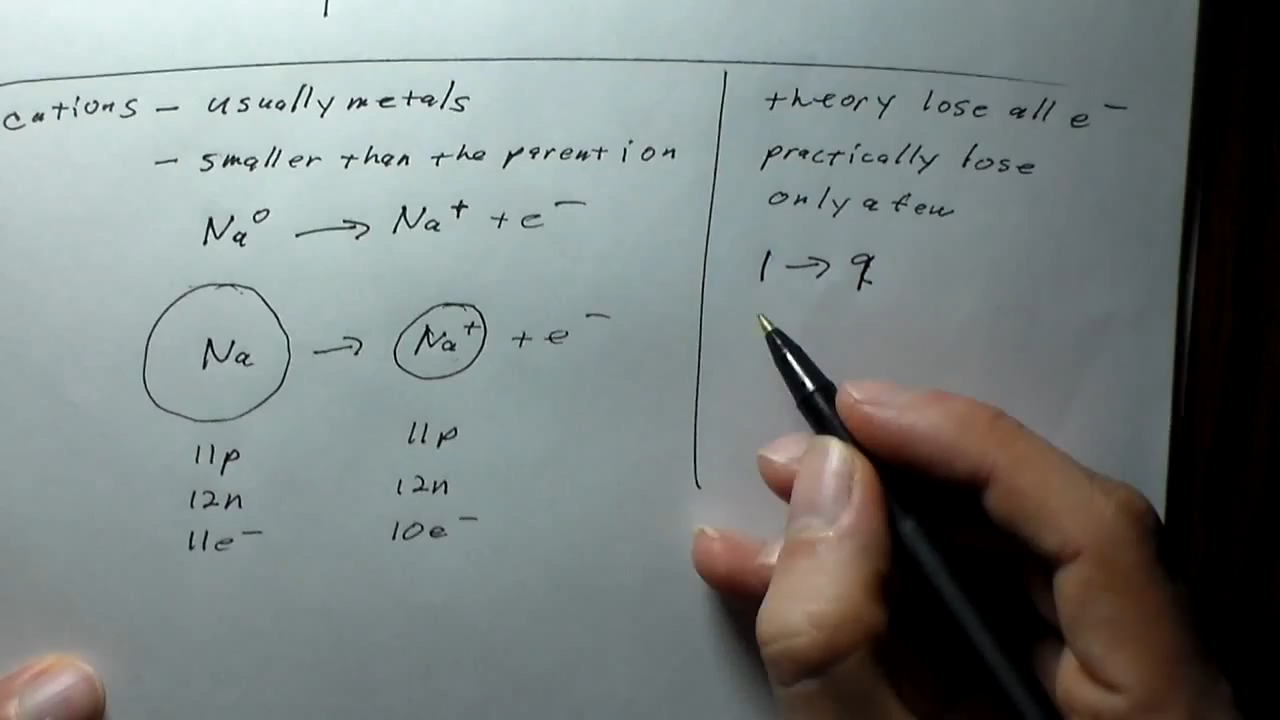 cations – usually metals
– smaller than the parent ion
Na⁰ → Na⁺ + e⁻
Na → Na⁺ + e⁻
11p 11p
12n 12n
11e⁻ 10e⁻
theory lose all e⁻
practically lose
only a few
1 →